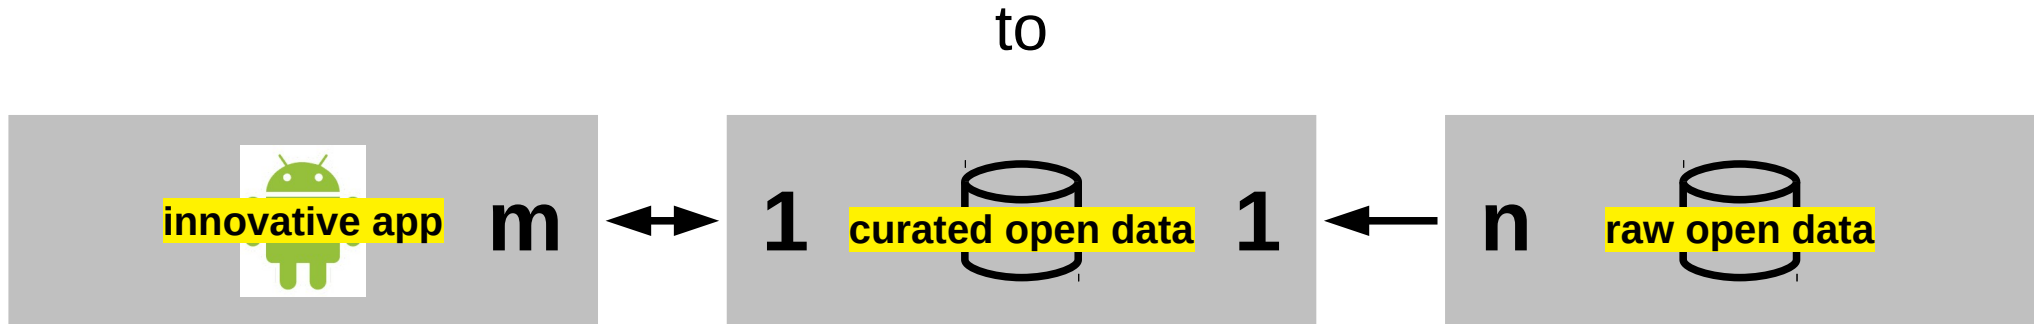 to
innovative app m 1 curated open data 1 n raw open data